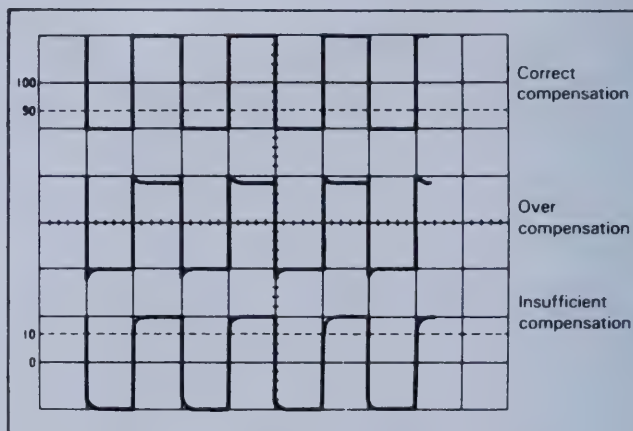 100
90
10
0
Correct
compensation
Over
compensation
Insufficient
compensation